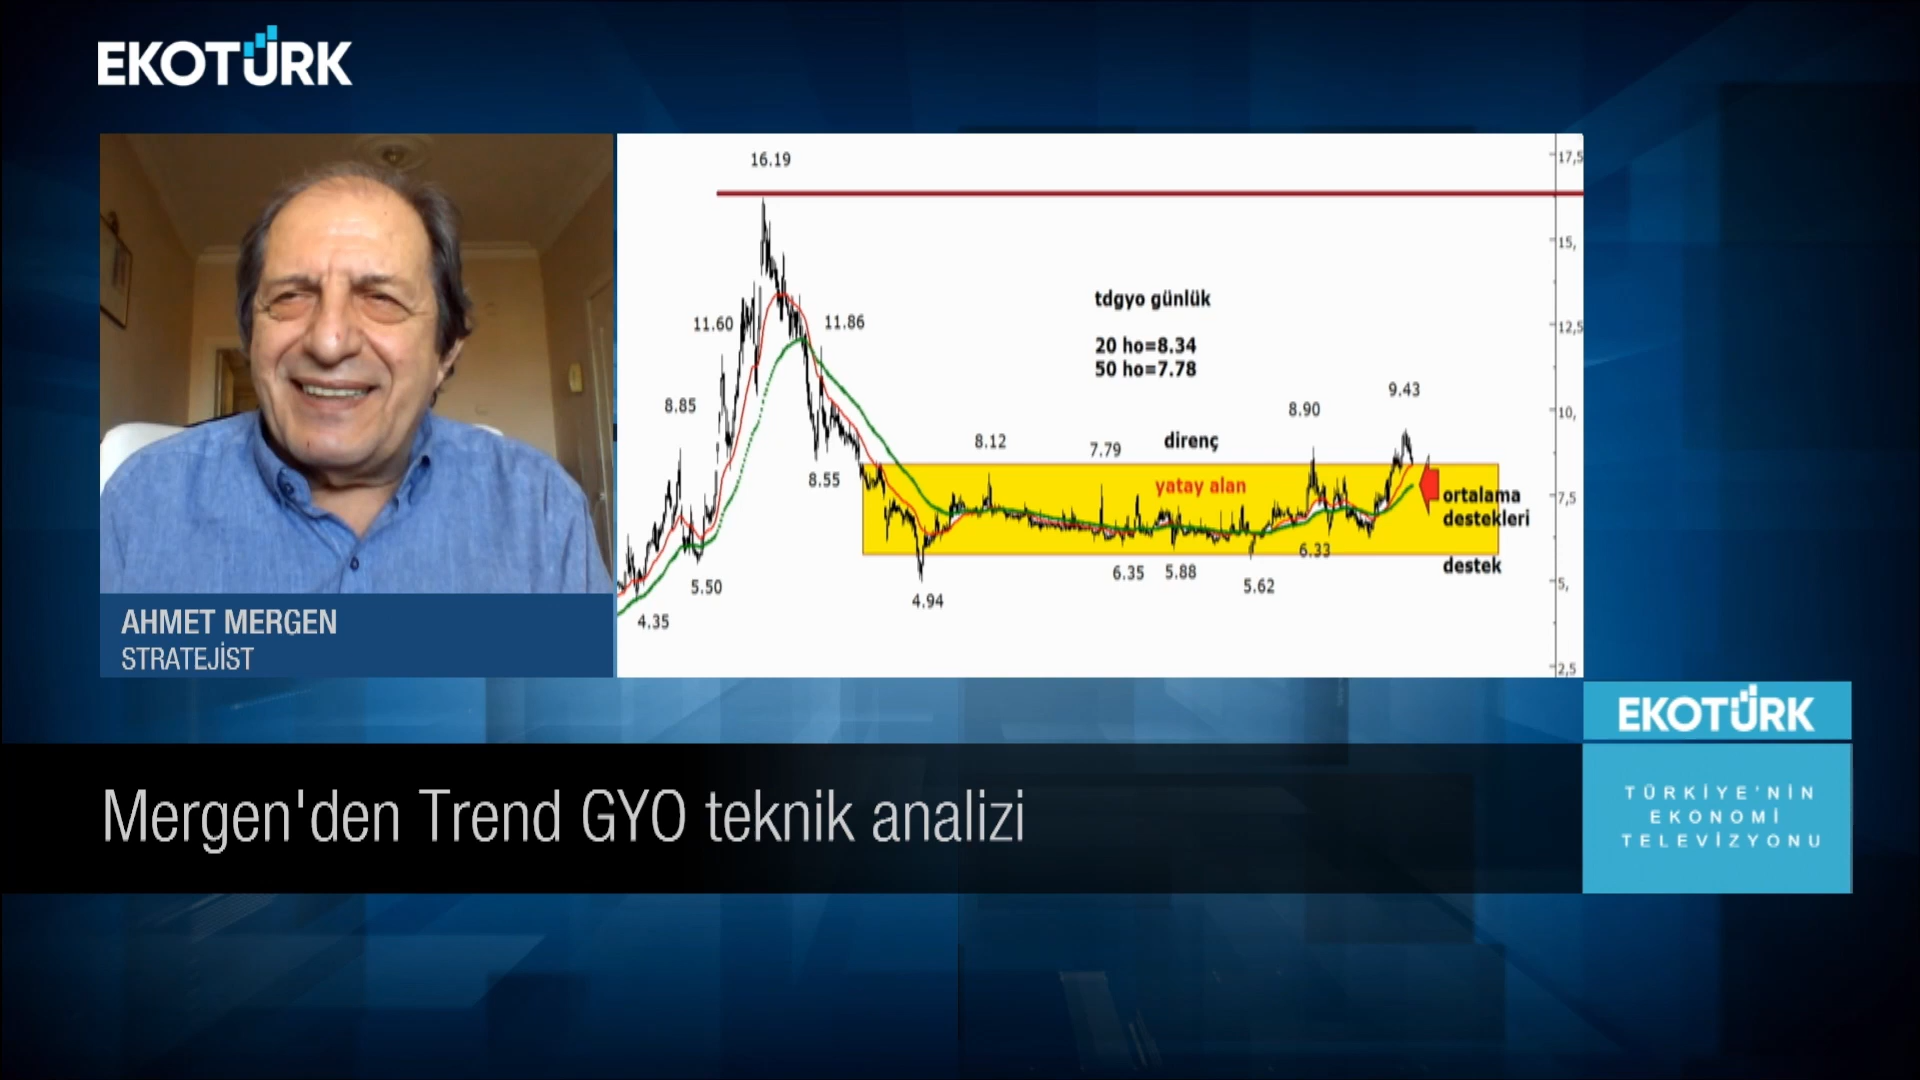 EKOTÜRK
16.19
17,5
15,
12,5
10,
7,5
5,
2,5
tdgyo günlük
20 ho=8.34
50 ho=7.78
11.60
11.86
8.85
8.55
8.12
7.79
direnç
8.90
9.43
yatay alan
ortalama
destekleri
destek
6.33
6.35
5.88
5.62
5.50
4.94
4.35
AHMET MERGEN
STRATEJİST
EKOTÜRK
Mergen'den Trend GYO teknik analizi
TÜRKİYE'NİN
EKONOMİ
TELEVİZYONU